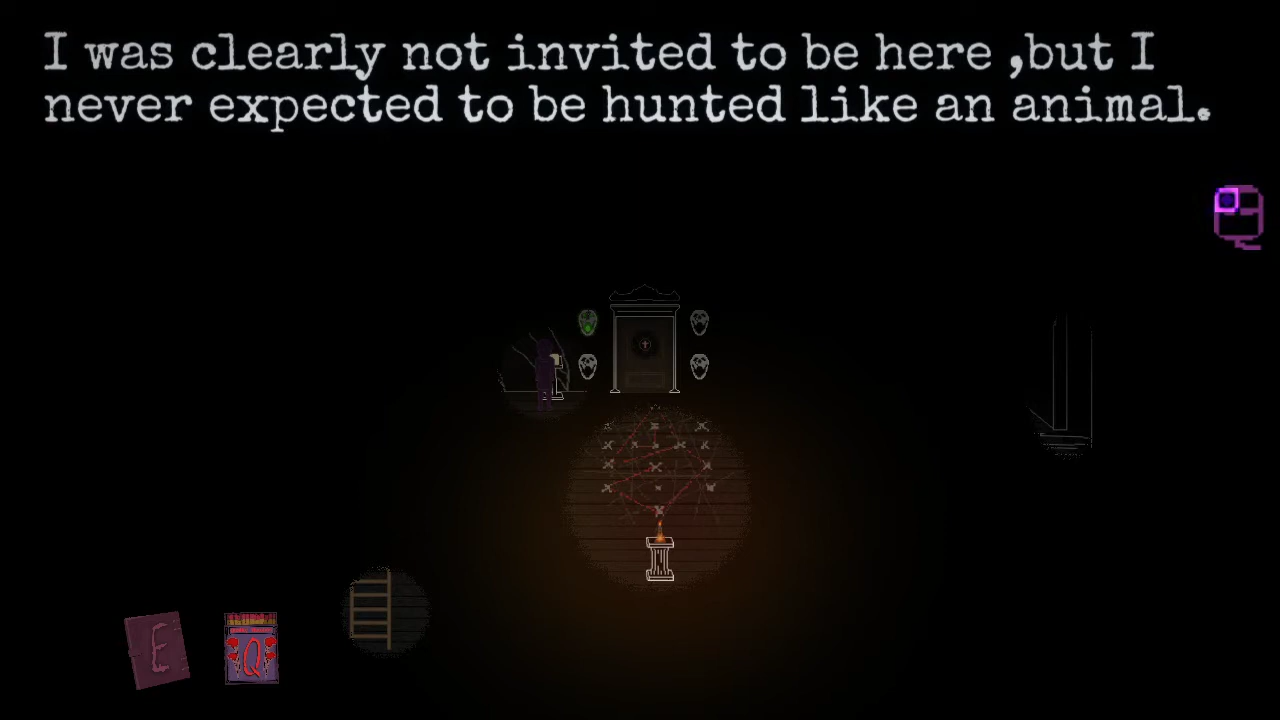 I was clearly not invited to be here ,but I
never expected to be hunted like an animal.
E
Q